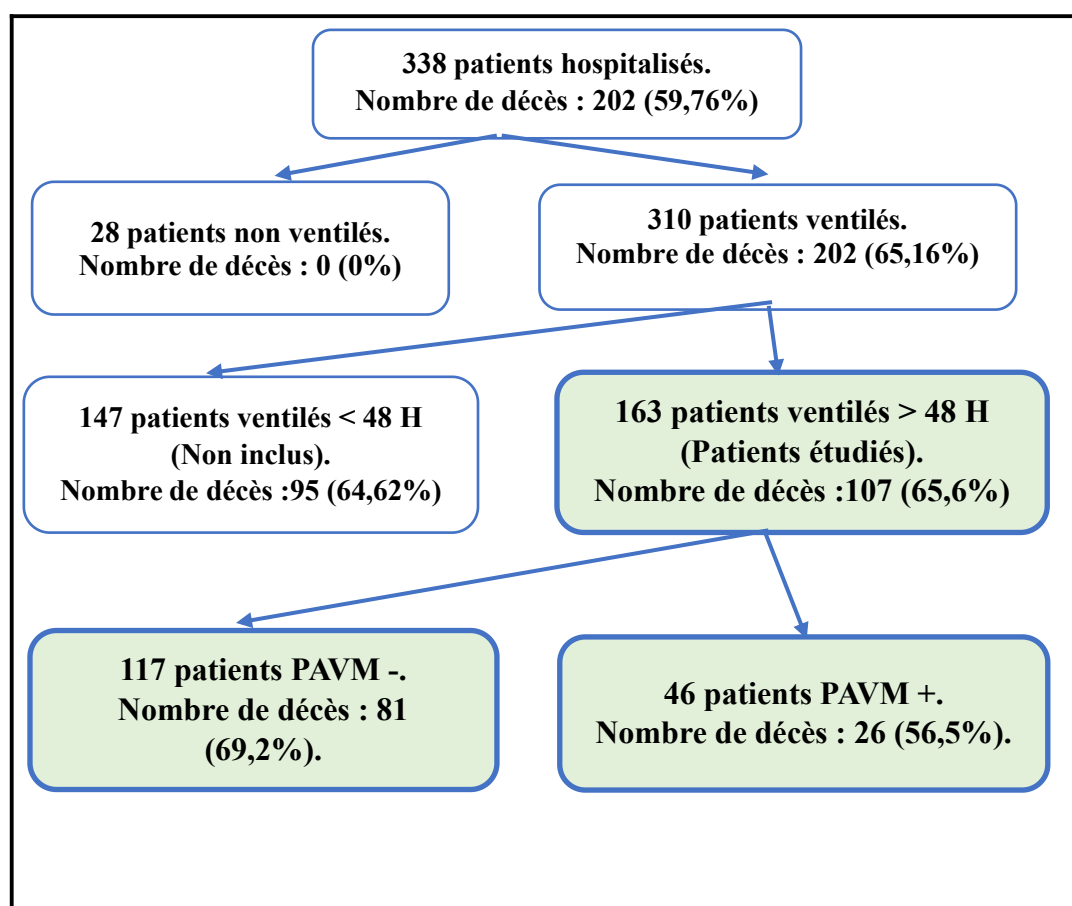 338 patients hospitalisés.
Nombre de décès : 202 (59,76%)
28 patients non ventilés.
Nombre de décès : 0 (0%)
310 patients ventilés.
Nombre de décès : 202 (65,16%)
147 patients ventilés < 48 H
(Non inclus).
Nombre de décès :95 (64,62%)
163 patients ventilés > 48 H
(Patients étudiés).
Nombre de décès :107 (65,6%)
117 patients PAVM -.
Nombre de décès : 81
(69,2%).
46 patients PAVM +.
Nombre de décès : 26 (56,5%).